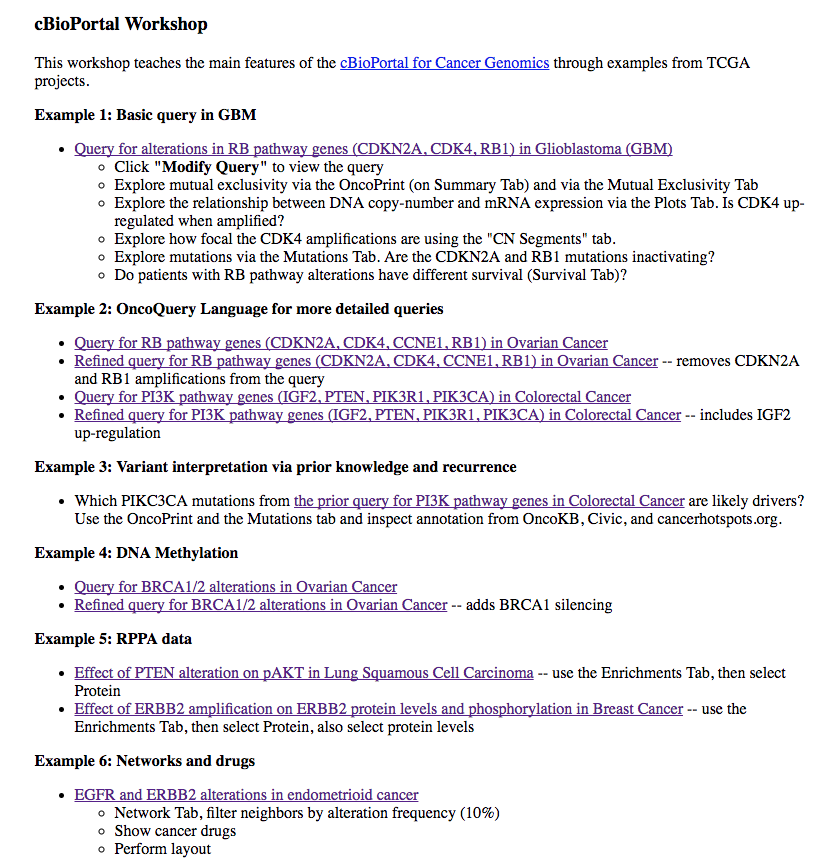 cBioPortal Workshop
This workshop teaches the main features of the cBioPortal for Cancer Genomics through examples from TCGA
projects.
Example 1: Basic query in GBM
• Query for alterations in RB pathway genes (CDKN2A, CDK4, RB1) in Glioblastoma (GBM)
◦ Click "Modify Query" to view the query
◦ Explore mutual exclusivity via the OncoPrint (on Summary Tab) and via the Mutual Exclusivity Tab
◦ Explore the relationship between DNA copy-number and mRNA expression via the Plots Tab. Is CDK4 up-
regulated when amplified?
◦ Explore how focal the CDK4 amplifications are using the "CN Segments" tab.
◦ Explore mutations via the Mutations Tab. Are the CDKN2A and RB1 mutations inactivating?
◦ Do patients with RB pathway alterations have different survival (Survival Tab)?
Example 2: OncoQuery Language for more detailed queries
• Query for RB pathway genes (CDKN2A, CDK4, CCNE1, RB1) in Ovarian Cancer
• Refined query for RB pathway genes (CDKN2A, CDK4, CCNE1, RB1) in Ovarian Cancer -- removes CDKN2A
and RB1 amplifications from the query
• Query for PI3K pathway genes (IGF2, PTEN, PIK3R1, PIK3CA) in Colorectal Cancer
• Refined query for PI3K pathway genes (IGF2, PTEN, PIK3R1, PIK3CA) in Colorectal Cancer -- includes IGF2
up-regulation
Example 3: Variant interpretation via prior knowledge and recurrence
• Which PIKC3CA mutations from the prior query for PI3K pathway genes in Colorectal Cancer are likely drivers?
Use the OncoPrint and the Mutations tab and inspect annotation from OncoKB, Civic, and cancerhotspots.org.
Example 4: DNA Methylation
• Query for BRCA1/2 alterations in Ovarian Cancer
• Refined query for BRCA1/2 alterations in Ovarian Cancer -- adds BRCA1 silencing
Example 5: RPPA data
• Effect of PTEN alteration on pAKT in Lung Squamous Cell Carcinoma -- use the Enrichments Tab, then select
Protein
• Effect of ERBB2 amplification on ERBB2 protein levels and phosphorylation in Breast Cancer -- use the
Enrichments Tab, then select Protein, also select protein levels
Example 6: Networks and drugs
• EGFR and ERBB2 alterations in endometrioid cancer
◦ Network Tab, filter neighbors by alteration frequency (10%)
◦ Show cancer drugs
◦ Perform layout